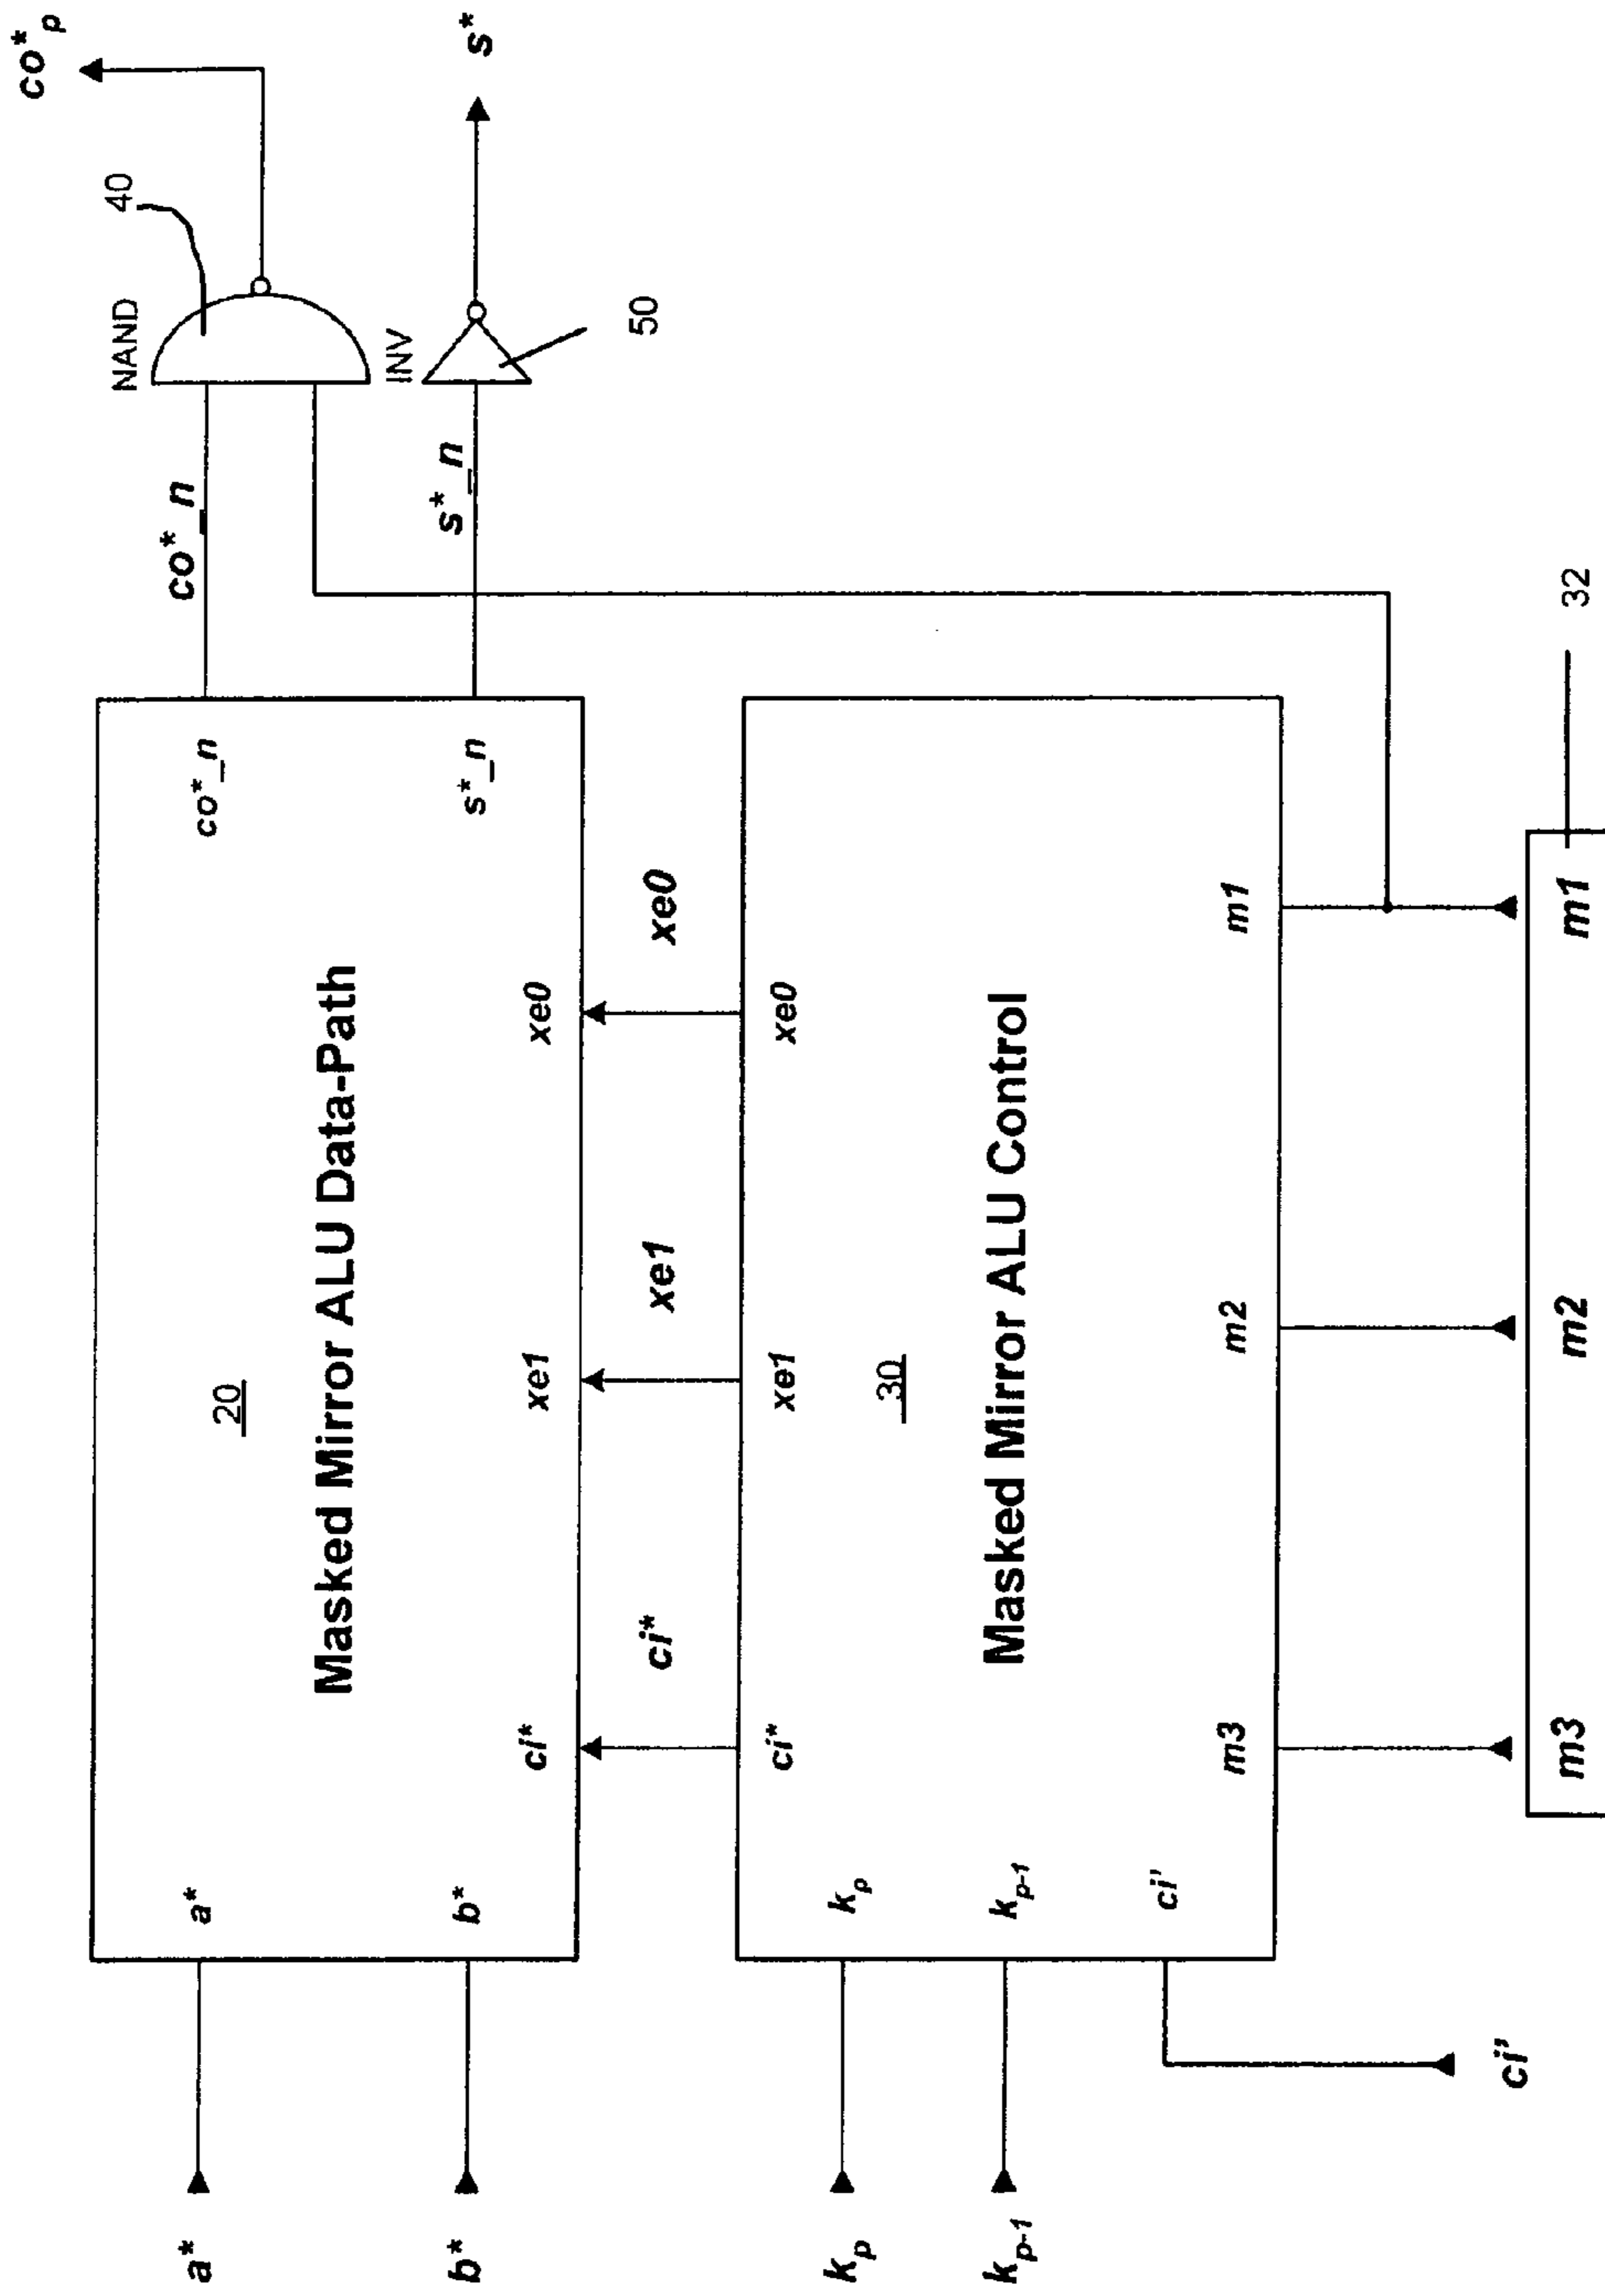 co*p
s*
40
NAND
INV
50
co*_n
s*_n
32
co*_n
s*_n
Masked Mirror ALU Data-Path
20
a*
b*
ci*
xe1
xe0
ci*
xe1
xe0
ci*
xe1
xe0
Masked Mirror ALU Control
30
kp
kp-1
ci'
m3
m2
m1
m3
m2
m1
a*
b*
kp
kp-1
ci'